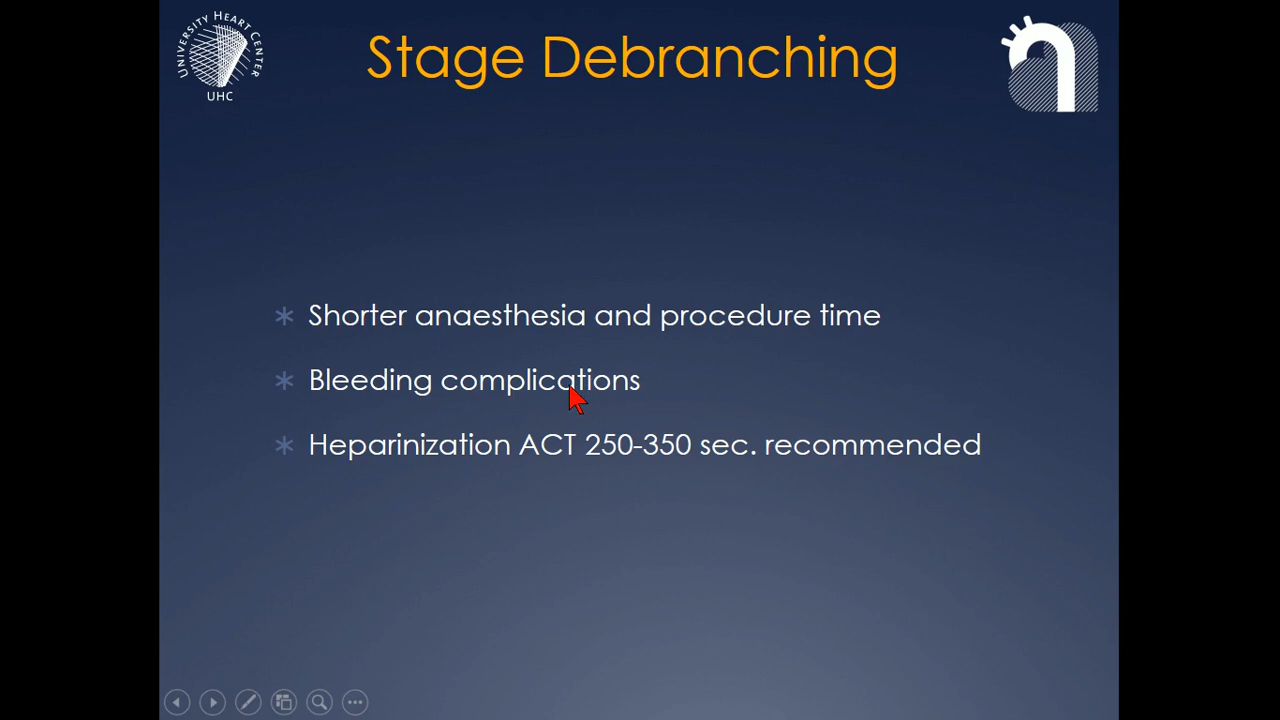 UNIVERSITY HEART CENTER
UHC
Stage Debranching
Shorter anaesthesia and procedure time
Bleeding complications
Heparinization ACT 250-350 sec. recommended